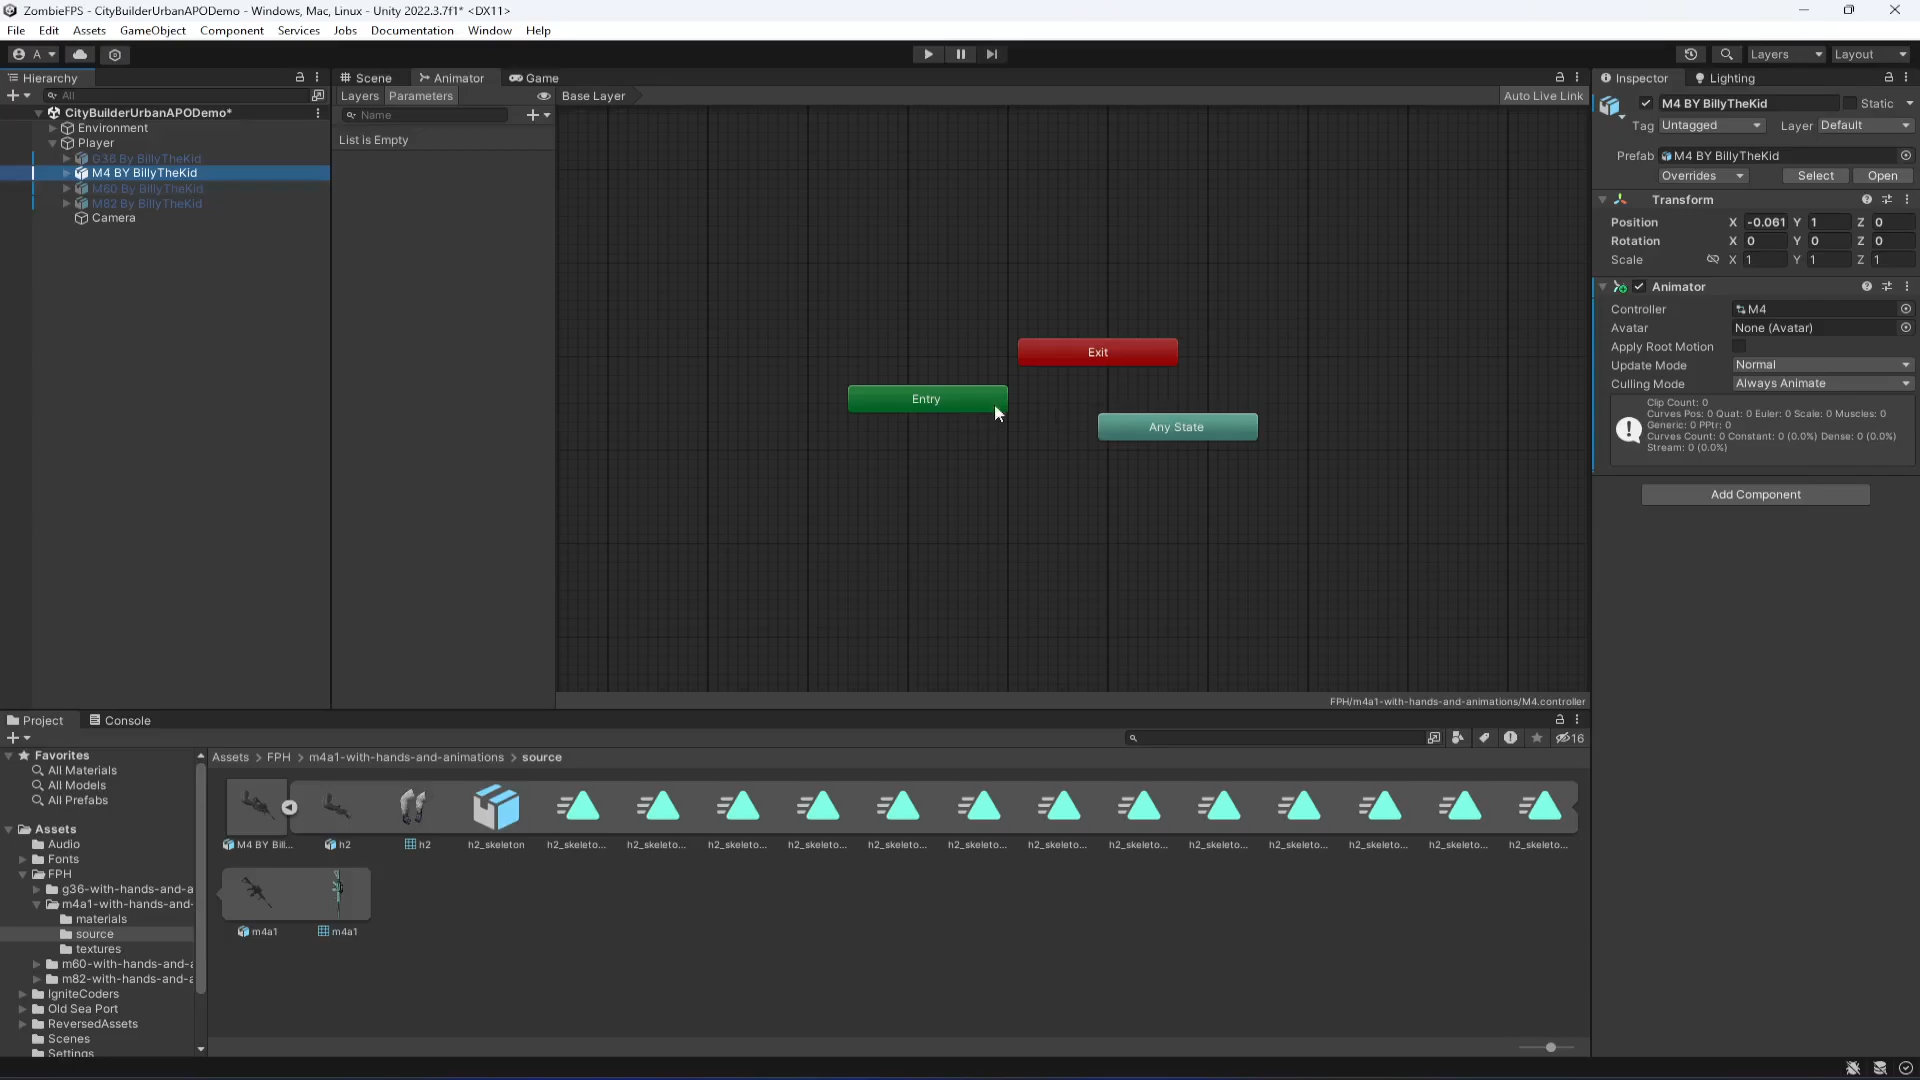 ZombieFPS - CityBuilderUrbanAPODemo - Windows, Mac, Linux - Unity 2022.3.7f1* <DX11>
File Edit Assets GameObject Component Services Jobs Documentation Window Help
A
Layers Layout
Hierarchy
All
CityBuilderUrbanAPODemo*
Environment
Player
G36 By BillyTheKid
M4 BY BillyTheKid
M60 By BillyTheKid
M82 By BillyTheKid
Camera
Scene Animator Game
Layers Parameters Base Layer Auto Live Link
Name
List is Empty
Exit
Entry
Any State
FPH/m4a1-with-hands-and-animations/M4.controller
Inspector Lighting
M4 BY BillyTheKid Static
Tag Untagged Layer Default
Prefab M4 BY BillyTheKid
Overrides Select Open
Transform
Position X -0.061 Y 1 Z 0
Rotation X 0 Y 0 Z 0
Scale X 1 Y 1 Z 1
Animator
Controller M4
Avatar None (Avatar)
Apply Root Motion
Update Mode Normal
Culling Mode Always Animate
Clip Count: 0
Curves Pos: 0 Quat: 0 Euler: 0 Scale: 0 Muscles: 0
Generic: 0 PPtr: 0
Curves Count: 0 Constant: 0 (0.0%) Dense: 0 (0.0%)
Stream: 0 (0.0%)
Add Component
Project Console
16
Favorites
All Materials
All Models
All Prefabs
Assets
Audio
Fonts
FPH
g36-with-hands-and-a
m4a1-with-hands-and-
materials
source
textures
m60-with-hands-and-a
m82-with-hands-and-a
IgniteCoders
Old Sea Port
ReversedAssets
Scenes
Settings
Assets > FPH > m4a1-with-hands-and-animations > source
M4 BY Bill... h2 h2 h2_skeleton h2_skeleto... h2_skeleto... h2_skeleto... h2_skeleto... h2_skeleto... h2_skeleto... h2_skeleto... h2_skeleto... h2_skeleto... h2_skeleto... h2_skeleto... h2_skeleto... h2_skeleto...
m4a1 m4a1